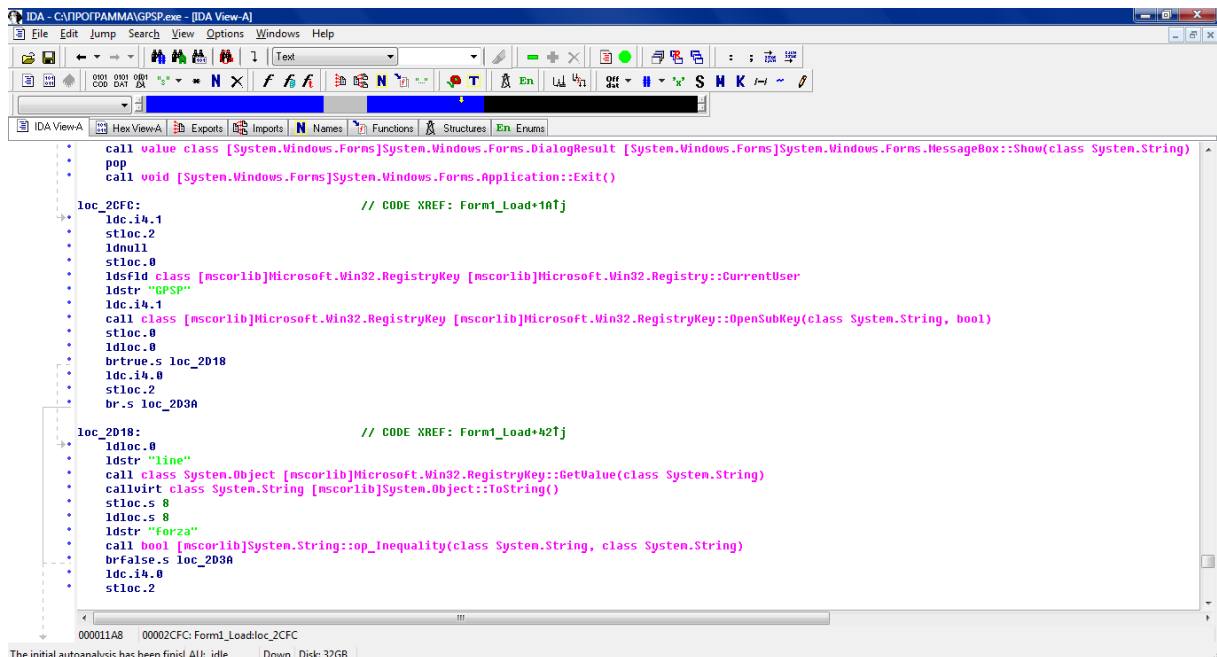 IDA - C:\ПРОГРАММА\GPSP.exe - [IDA View-A]
File Edit Jump Search View Options Windows Help
Text
IDA View-A Hex View-A Exports Imports N Names Functions Structures En Enums
call value class [System.Windows.Forms]System.Windows.Forms.DialogResult [System.Windows.Forms]System.Windows.Forms.MessageBox::Show(class System.String)
pop
call void [System.Windows.Forms]System.Windows.Forms.Application::Exit()
loc_2CFC: // CODE XREF: Form1_Load+1A↑j
ldc.i4.1
stloc.2
ldnull
stloc.0
ldsfld class [mscorlib]Microsoft.Win32.RegistryKey [mscorlib]Microsoft.Win32.Registry::CurrentUser
ldstr "GPSP"
ldc.i4.1
call class [mscorlib]Microsoft.Win32.RegistryKey [mscorlib]Microsoft.Win32.RegistryKey::OpenSubKey(class System.String, bool)
stloc.0
ldloc.0
brtrue.s loc_2D18
ldc.i4.0
stloc.2
br.s loc_2D3A
loc_2D18: // CODE XREF: Form1_Load+42↑j
ldloc.0
ldstr "line"
call class System.Object [mscorlib]Microsoft.Win32.RegistryKey::GetValue(class System.String)
callvirt class System.String [mscorlib]System.Object::ToString()
stloc.s 8
ldloc.s 8
ldstr "forza"
call bool [mscorlib]System.String::op_Inequality(class System.String, class System.String)
brfalse.s loc_2D3A
ldc.i4.0
stloc.2
000011A8 00002CFC: Form1_Load:loc_2CFC
The initial autoanalysis has been finisl AU: idle Down Disk: 32GB